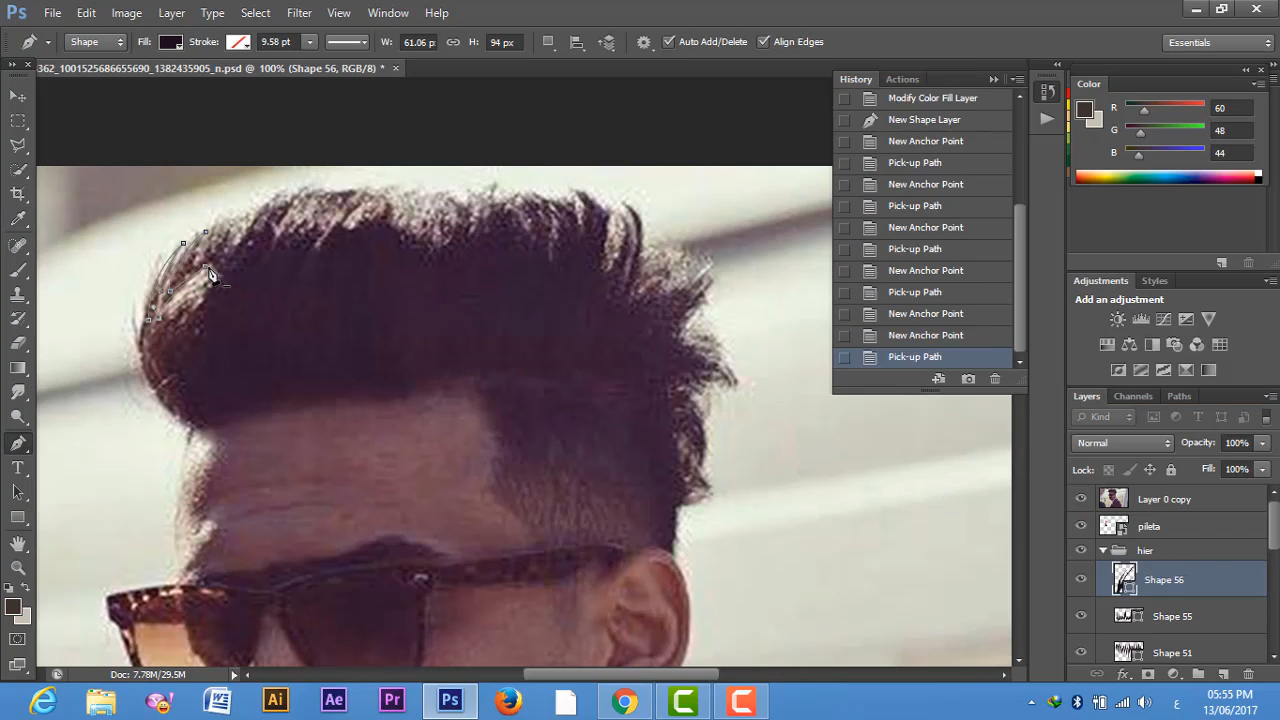 Ps File Edit Image Layer Type Select Filter View Window Help
Shape Fill: Stroke: 9.58 pt W: 61.06 p: H: 94 px Auto Add/Delete Align Edges Essentials
362_1001525686655690_1382435905_n.psd @ 100% (Shape 56, RGB/8) *
History Actions
Modify Color Fill Layer
New Shape Layer
New Anchor Point
Pick-up Path
New Anchor Point
Pick-up Path
New Anchor Point
Pick-up Path
New Anchor Point
Pick-up Path
New Anchor Point
New Anchor Point
Pick-up Path
Color
R 60
G 48
B 44
Adjustments Styles
Add an adjustment
Layers Channels Paths
Kind
Normal Opacity: 100%
Lock: Fill: 100%
Layer 0 copy
pileta
hier
Shape 56
Shape 55
Shape 51
Doc: 7.78M/29.5M
Ai Ae Pr Ps
ع
05:55 PM
13/06/2017